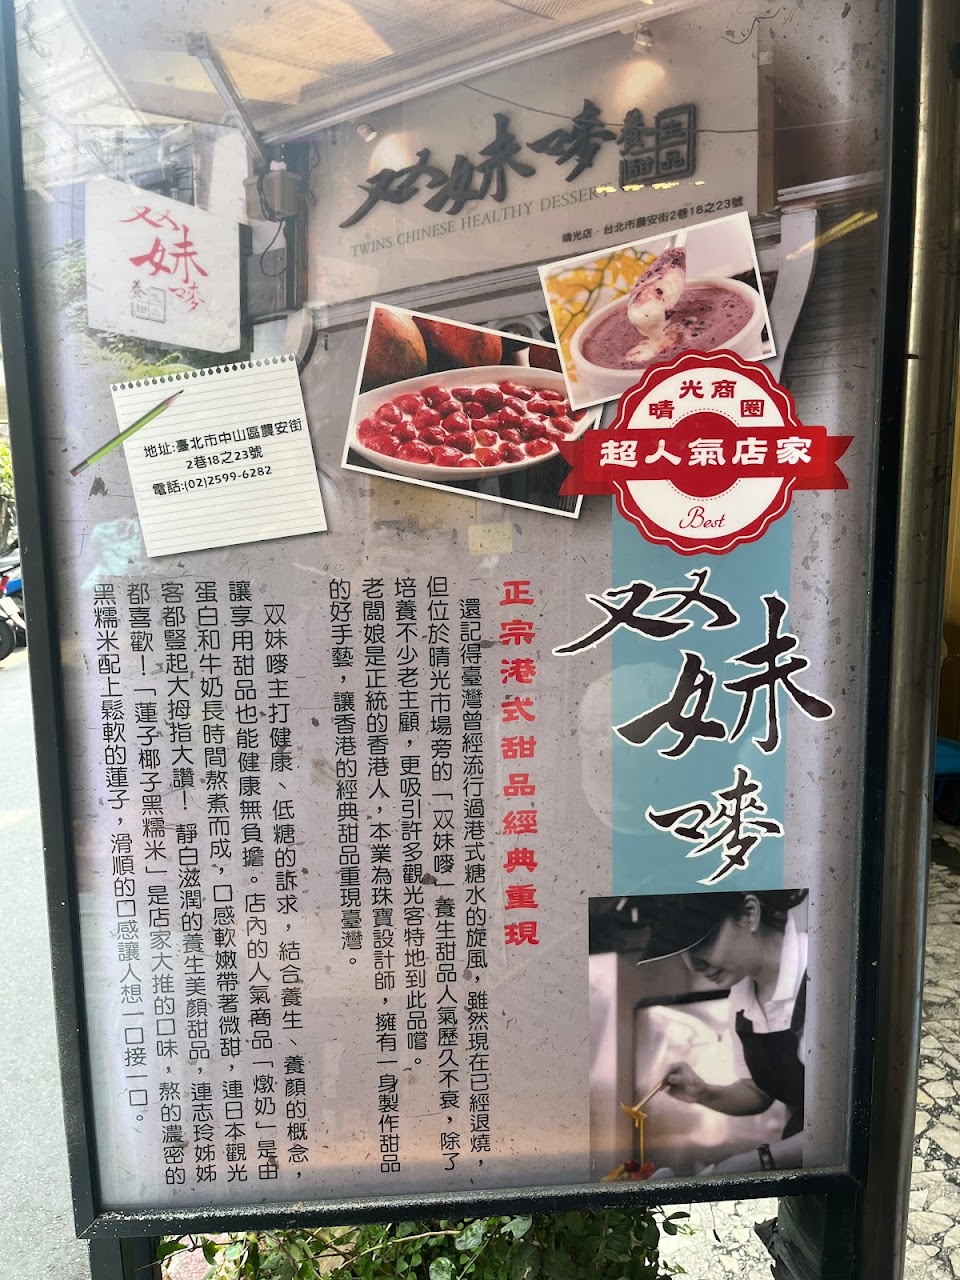 双妹嘜養生甜品
TWINS CHINESE HEALTHY DESSERT
晴光店．台北市農安街2巷18之23號
双妹嘜
養生甜品
地址:臺北市中山區農安街
2巷18之23號
電話:(02)2599-6282
晴光商圈
超人氣店家
Best
双妹嘜
正宗港式甜品經典重現
還記得臺灣曾經流行過港式糖水的旋風，雖然現在已經退燒，
但位於晴光市場旁的「双妹嘜」養生甜品人氣歷久不衰，除了
培養不少老主顧，更吸引許多觀光客特地到此品嚐。
老闆娘是正統的香港人，本業為珠寶設計師，擁有一身製作甜品
的好手藝，讓香港的經典甜品重現臺灣。
双妹嘜主打健康、低糖的訴求，結合養生、養顏的概念，
讓享用甜品也能健康無負擔。店內的人氣商品「燉奶」是由
蛋白和牛奶長時間熬煮而成，口感軟嫩帶著微甜，連日本觀光
客都豎起大拇指大讚！靜白滋潤的養生美顏甜品，連志玲姊姊
都喜歡！「蓮子椰子黑糯米」是店家大推的口味，熬的濃密的
黑糯米配上鬆軟的蓮子，滑順的口感讓人想一口接一口。